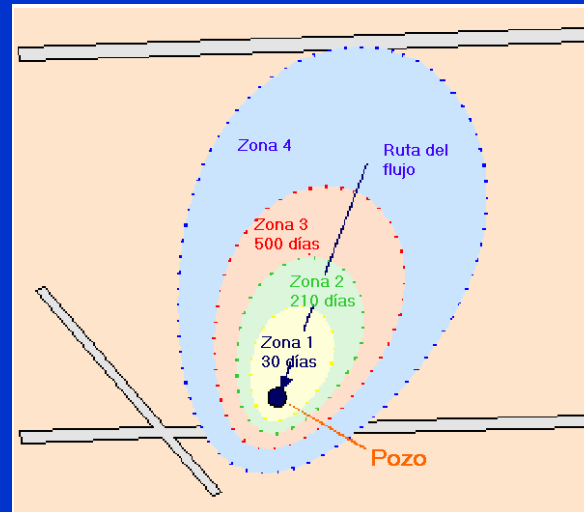 Zona 4
Ruta del
flujo
Zona 3
500 días
Zona 2
210 días
Zona 1
30 días
Pozo